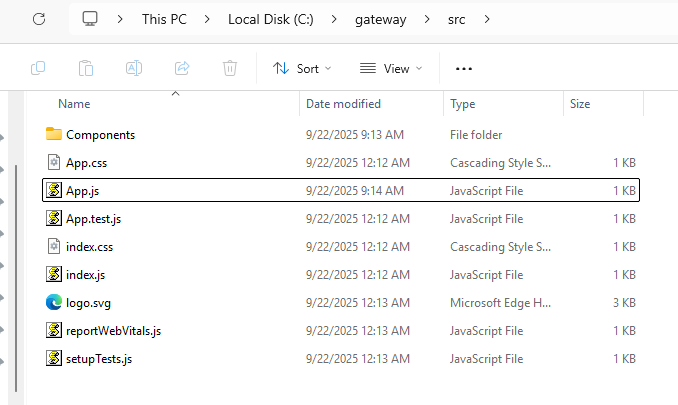 This PC > Local Disk (C:) > gateway > src >
Sort View
Name Date modified Type Size
Components 9/22/2025 9:13 AM File folder
App.css 9/22/2025 12:12 AM Cascading Style S... 1 KB
App.js 9/22/2025 9:14 AM JavaScript File 1 KB
App.test.js 9/22/2025 12:12 AM JavaScript File 1 KB
index.css 9/22/2025 12:12 AM Cascading Style S... 1 KB
index.js 9/22/2025 12:12 AM JavaScript File 1 KB
logo.svg 9/22/2025 12:13 AM Microsoft Edge H... 3 KB
reportWebVitals.js 9/22/2025 12:13 AM JavaScript File 1 KB
setupTests.js 9/22/2025 12:13 AM JavaScript File 1 KB